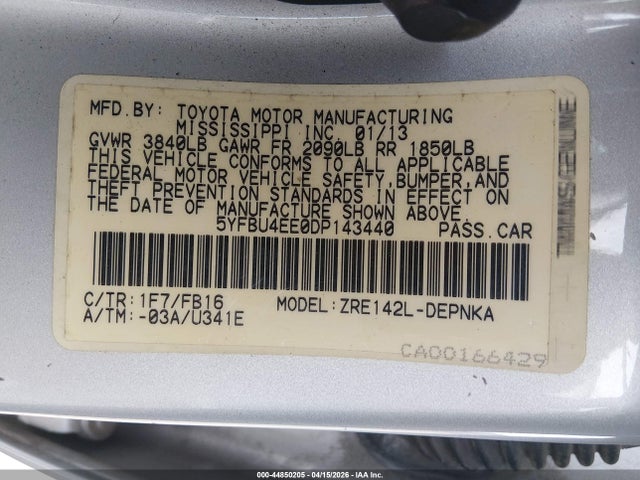 MFD.BY: TOYOTA MOTOR MANUFACTURING
MISSISSIPPI INC. 01/13
GVWR 3840LB GAWR FR 2090LB RR 1850LB
THIS VEHICLE CONFORMS TO ALL APPLICABLE
FEDERAL MOTOR VEHICLE SAFETY,BUMPER,AND
THEFT PREVENTION STANDARDS IN EFFECT ON
THE DATE OF MANUFACTURE SHOWN ABOVE.
5YFBU4EE0DP143440 PASS.CAR
C/TR:1F7/FB16 MODEL:ZRE142L-DEPNKA
A/TM:-03A/U341E
CA00166429
000-44850205 - 04/15/2026 - IAA Inc.